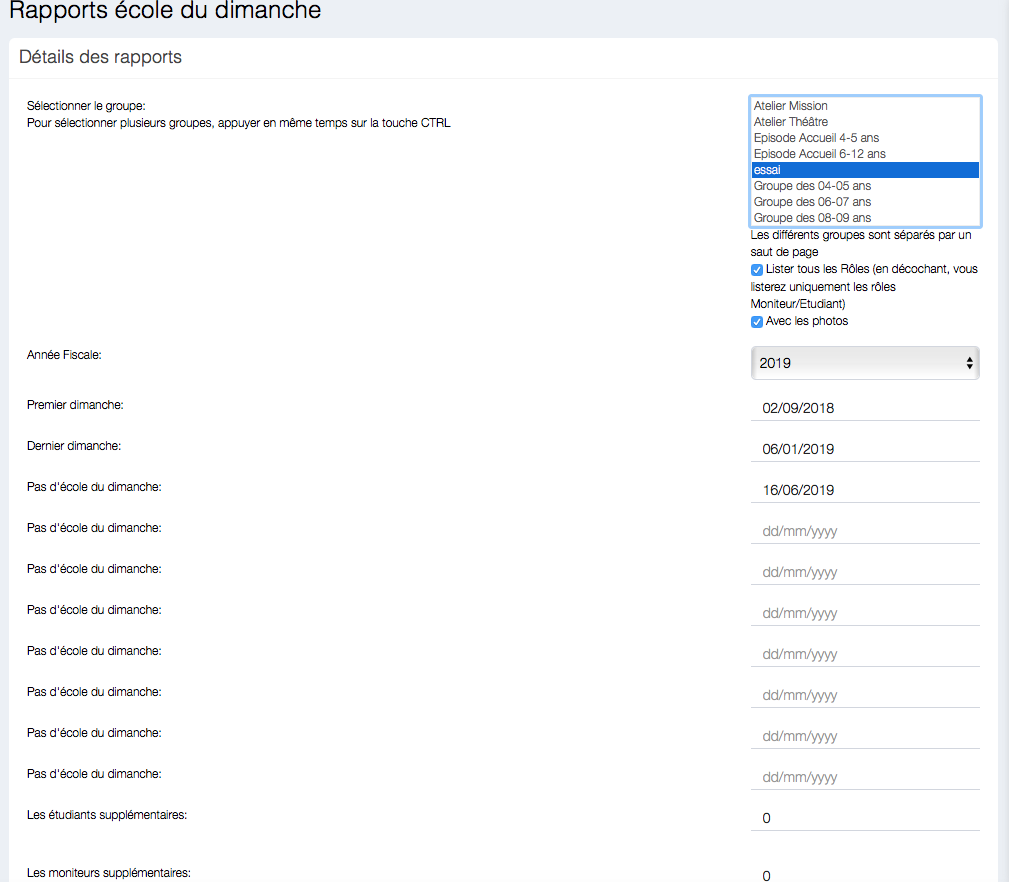 Rapports école du dimanche
Détails des rapports
Sélectionner le groupe:
Pour sélectionner plusieurs groupes, appuyer en même temps sur la touche CTRL
Atelier Mission
Atelier Théâtre
Episode Accueil 4-5 ans
Episode Accueil 6-12 ans
essai
Groupe des 04-05 ans
Groupe des 06-07 ans
Groupe des 08-09 ans
Les différents groupes sont séparés par un
saut de page
Lister tous les Rôles (en décochant, vous
listerez uniquement les rôles
Moniteur/Etudiant)
Avec les photos
Année Fiscale:
2019
Premier dimanche:
02/09/2018
Dernier dimanche:
06/01/2019
Pas d'école du dimanche:
16/06/2019
Pas d'école du dimanche:
dd/mm/yyyy
Pas d'école du dimanche:
dd/mm/yyyy
Pas d'école du dimanche:
dd/mm/yyyy
Pas d'école du dimanche:
dd/mm/yyyy
Pas d'école du dimanche:
dd/mm/yyyy
Pas d'école du dimanche:
dd/mm/yyyy
Pas d'école du dimanche:
dd/mm/yyyy
Les étudiants supplémentaires:
0
Les moniteurs supplémentaires:
0